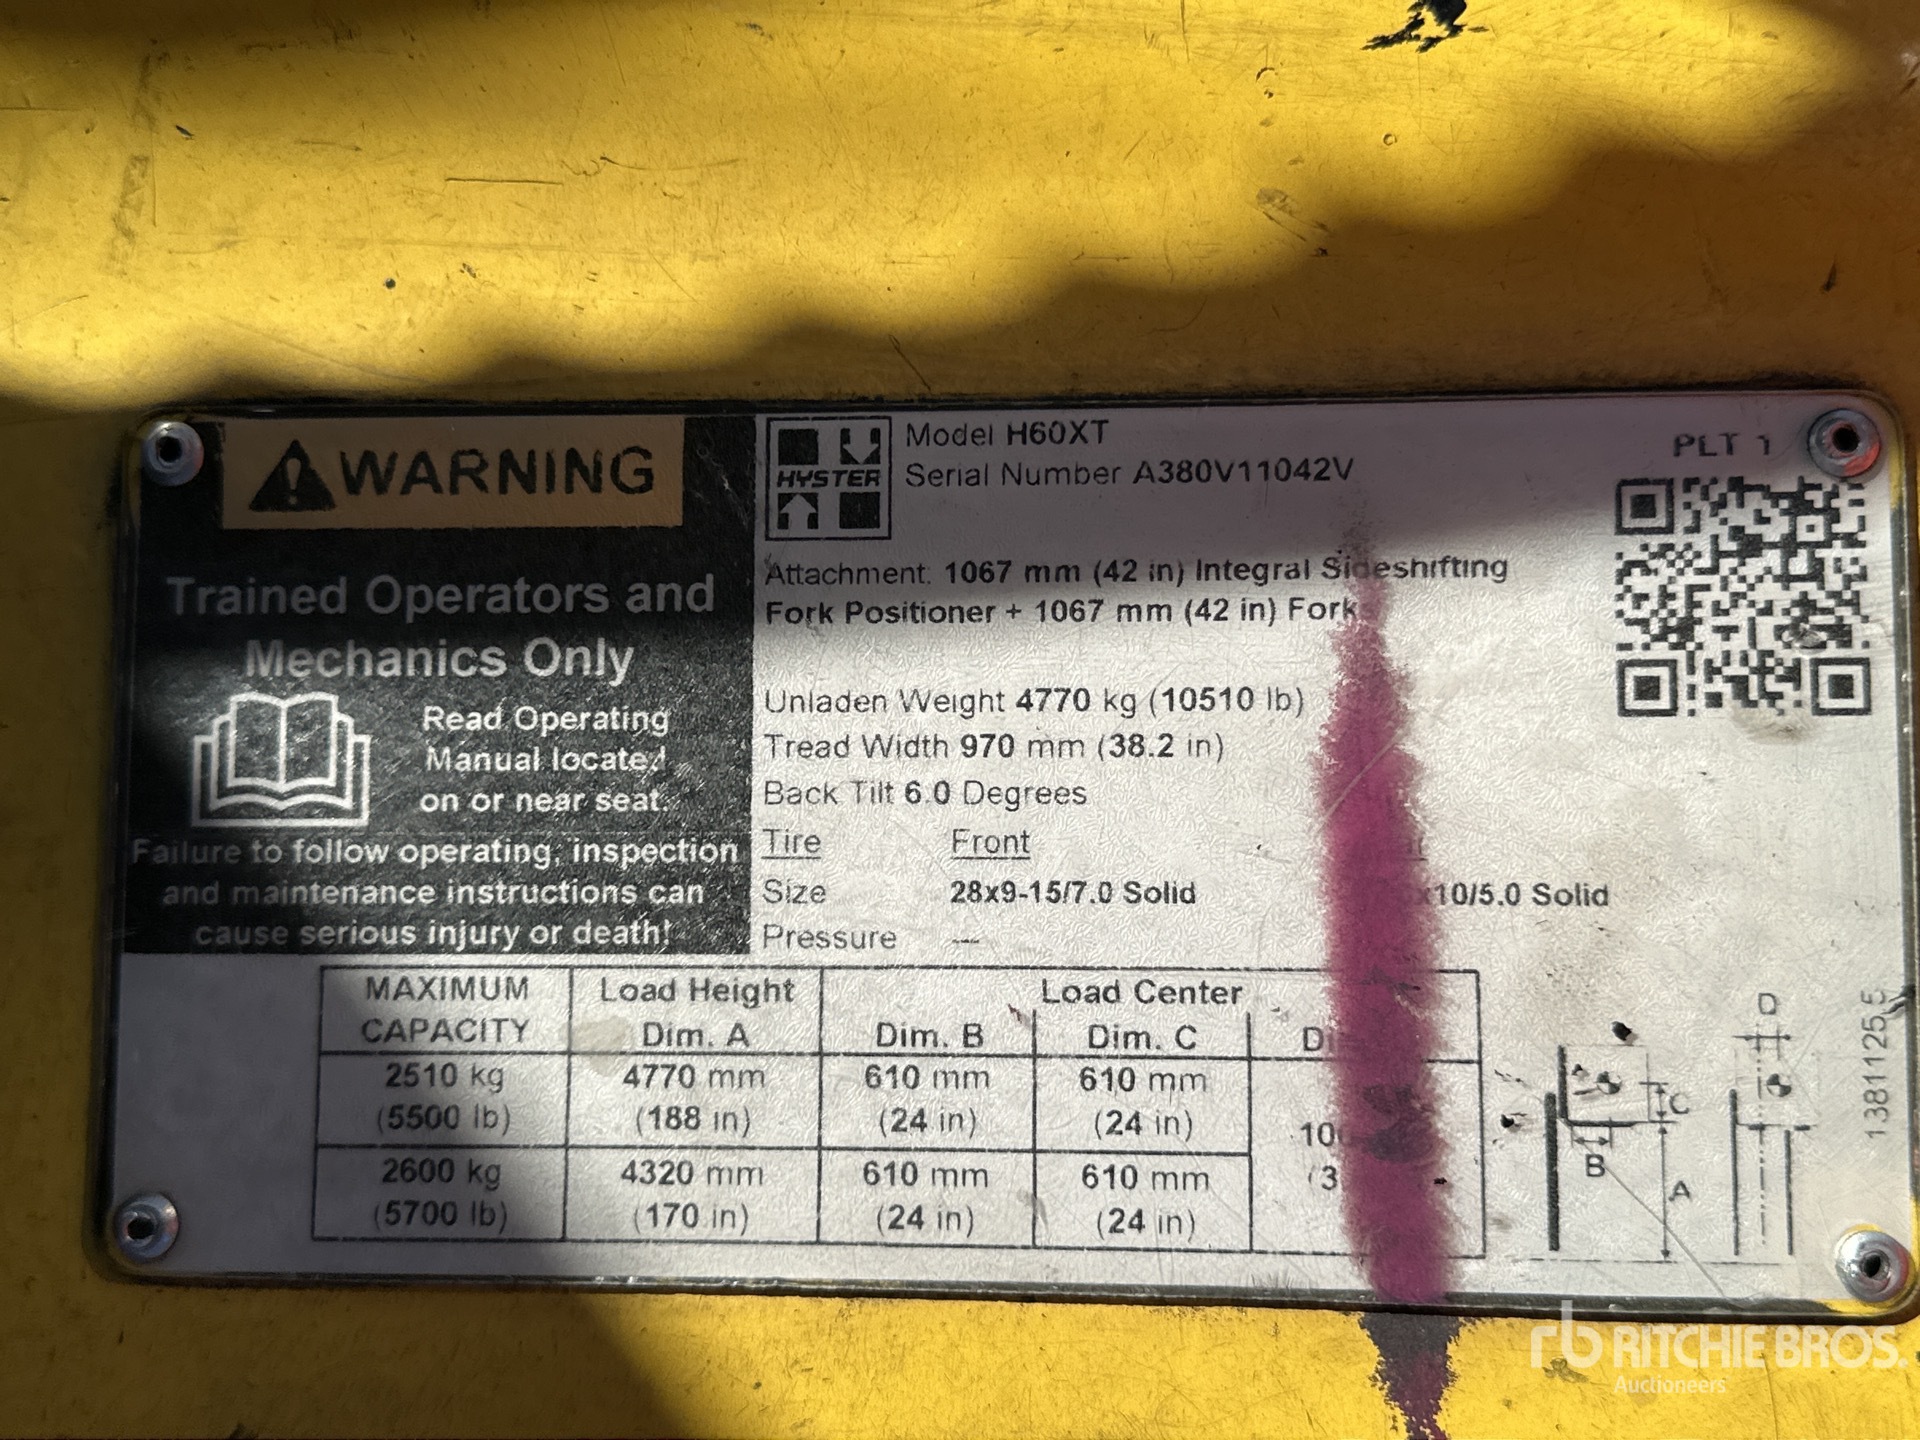 WARNING
Trained Operators and
Mechanics Only
Read Operating
Manual located
on or near seat.
Failure to follow operating, inspection
and maintenance instructions can
cause serious injury or death!
HYSTER
Model H60XT
Serial Number A380V11042V
PLT 1
Attachment: 1067 mm (42 in) Integral Sideshifting
Fork Positioner + 1067 mm (42 in) Fork
Unladen Weight 4770 kg (10510 lb)
Tread Width 970 mm (38.2 in)
Back Tilt 6.0 Degrees
Tire Front
Size 28x9-15/7.0 Solid x10/5.0 Solid
Pressure ---
MAXIMUM CAPACITY Load Height Dim. A Load Center
Dim. B Dim. C
2510 kg 4770 mm 610 mm 610 mm
(5500 lb) (188 in) (24 in) (24 in)
2600 kg 4320 mm 610 mm 610 mm
(5700 lb) (170 in) (24 in) (24 in)
D
C
B
A
13811255
rb RITCHIE BROS.
Auctioneers